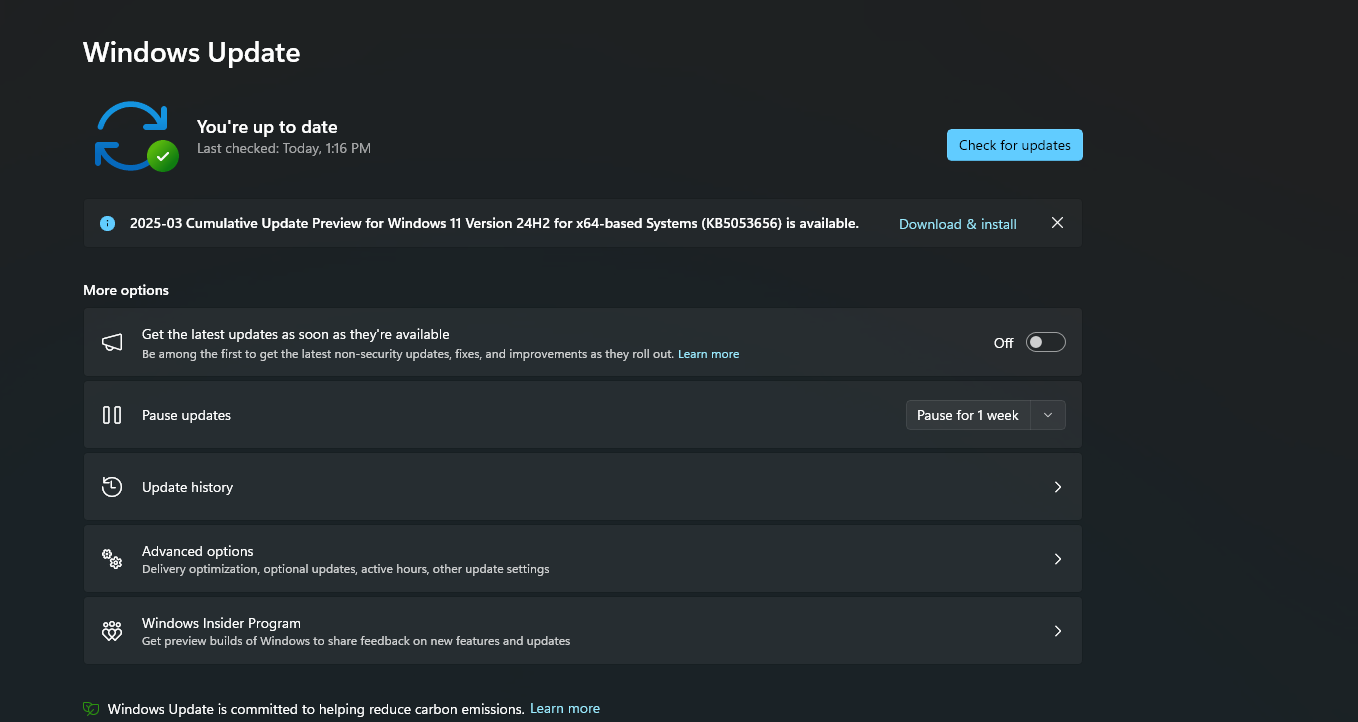 Windows Update
You're up to date
Last checked: Today, 1:16 PM
Check for updates
2025-03 Cumulative Update Preview for Windows 11 Version 24H2 for x64-based Systems (KB5053656) is available.
Download & install
More options
Get the latest updates as soon as they're available
Be among the first to get the latest non-security updates, fixes, and improvements as they roll out. Learn more
Off
Pause updates
Pause for 1 week
Update history
Advanced options
Delivery optimization, optional updates, active hours, other update settings
Windows Insider Program
Get preview builds of Windows to share feedback on new features and updates
Windows Update is committed to helping reduce carbon emissions. Learn more